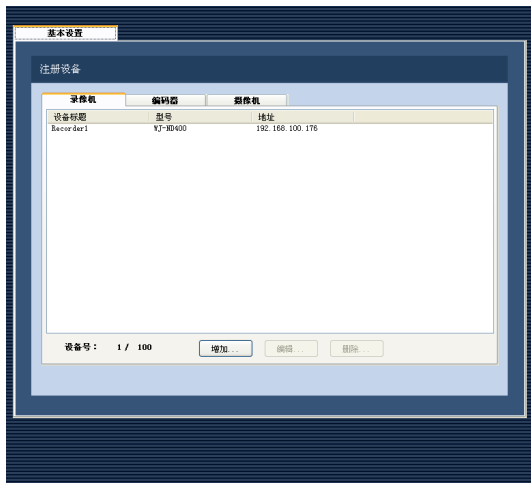 基本设置
注册设备
录像机 编码器 摄像机
设备标题 型号 地址
Recorder1 WJ-ND400 192.168.100.176
设备号： 1 / 100 增加... 编辑... 删除...